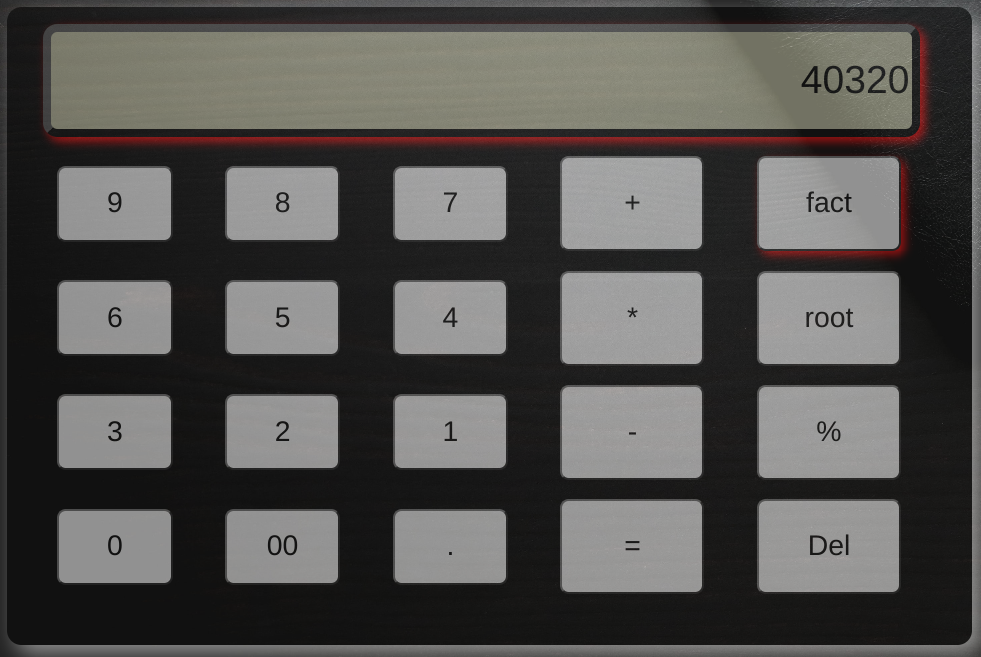 40320
9 8 7 + fact
6 5 4 * root
3 2 1 - %
0 00 . = Del